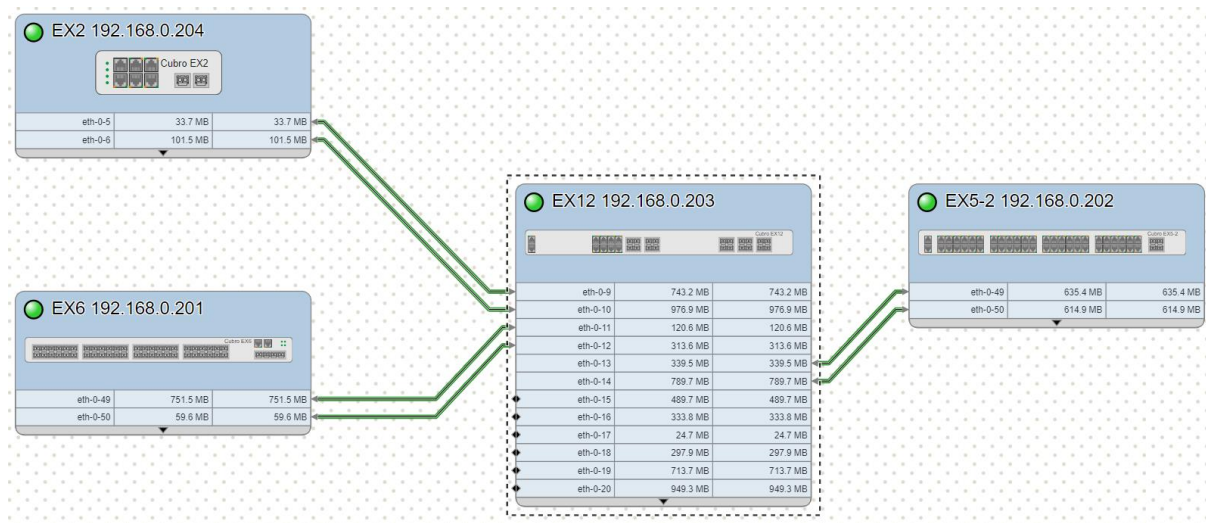 EX2 192.168.0.204
Cubro EX2
eth-0-5 33.7 MB 33.7 MB
eth-0-6 101.5 MB 101.5 MB
EX6 192.168.0.201
Cubro EX6
eth-0-49 751.5 MB 751.5 MB
eth-0-50 59.6 MB 59.6 MB
EX12 192.168.0.203
Cubro EX12
eth-0-9 743.2 MB 743.2 MB
eth-0-10 976.9 MB 976.9 MB
eth-0-11 120.6 MB 120.6 MB
eth-0-12 313.6 MB 313.6 MB
eth-0-13 339.5 MB 339.5 MB
eth-0-14 789.7 MB 789.7 MB
eth-0-15 489.7 MB 489.7 MB
eth-0-16 333.8 MB 333.8 MB
eth-0-17 24.7 MB 24.7 MB
eth-0-18 297.9 MB 297.9 MB
eth-0-19 713.7 MB 713.7 MB
eth-0-20 949.3 MB 949.3 MB
EX5-2 192.168.0.202
Cubro EX5-2
eth-0-49 635.4 MB 635.4 MB
eth-0-50 614.9 MB 614.9 MB